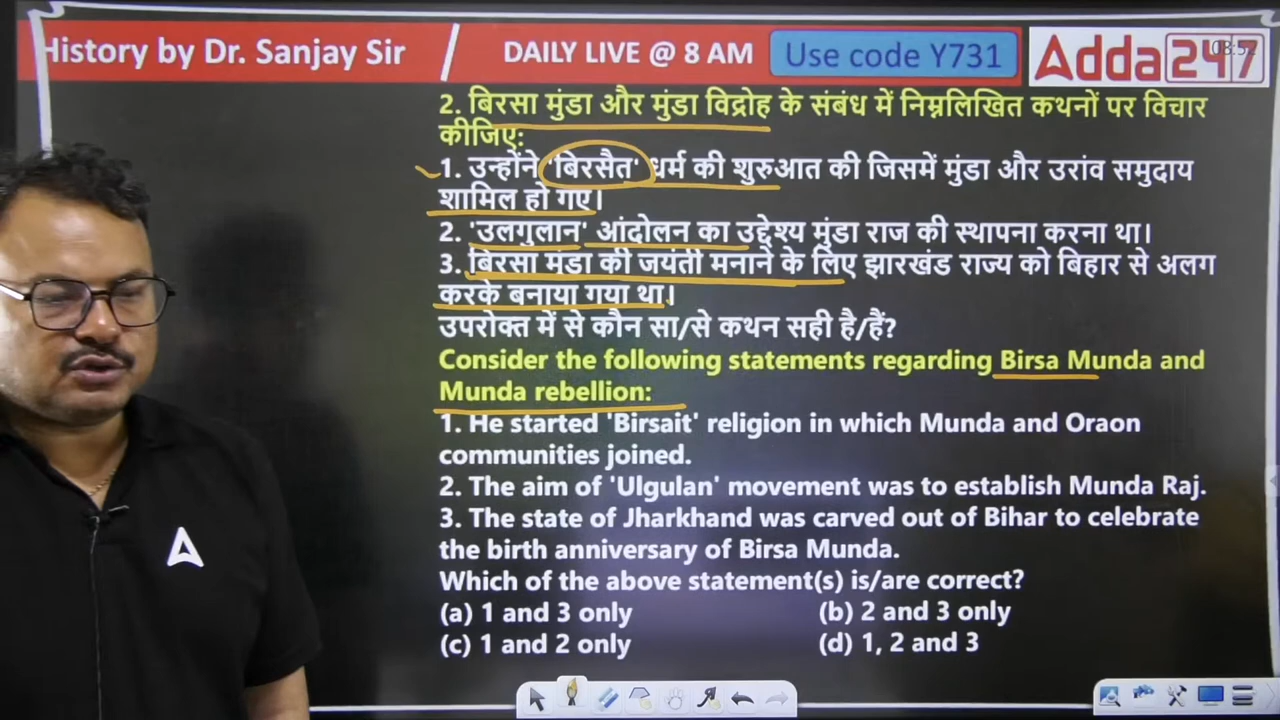 History by Dr. Sanjay Sir
DAILY LIVE @ 8 AM
Use code Y731
Adda 247
2. बिरसा मुंडा और मुंडा विद्रोह के संबंध में निम्नलिखित कथनों पर विचार
कीजिए:
1. उन्होंने 'बिरसैत' धर्म की शुरुआत की जिसमें मुंडा और उरांव समुदाय
शामिल हो गए।
2. 'उलगुलान' आंदोलन का उद्देश्य मुंडा राज की स्थापना करना था।
3. बिरसा मुंडा की जयंती मनाने के लिए झारखंड राज्य को बिहार से अलग
करके बनाया गया था।
उपरोक्त में से कौन सा/से कथन सही है/हैं?
Consider the following statements regarding Birsa Munda and
Munda rebellion:
1. He started 'Birsait' religion in which Munda and Oraon
communities joined.
2. The aim of 'Ulgulan' movement was to establish Munda Raj.
3. The state of Jharkhand was carved out of Bihar to celebrate
the birth anniversary of Birsa Munda.
Which of the above statement(s) is/are correct?
(a) 1 and 3 only
(b) 2 and 3 only
(c) 1 and 2 only
(d) 1, 2 and 3